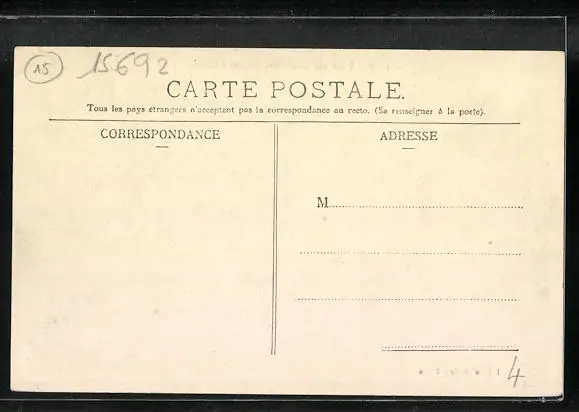 15 15692
CARTE POSTALE.
Tous les pays étrangers n'acceptent pas la correspondance au recto. (Se renseigner à la poste).
CORRESPONDANCE
ADRESSE
M
4